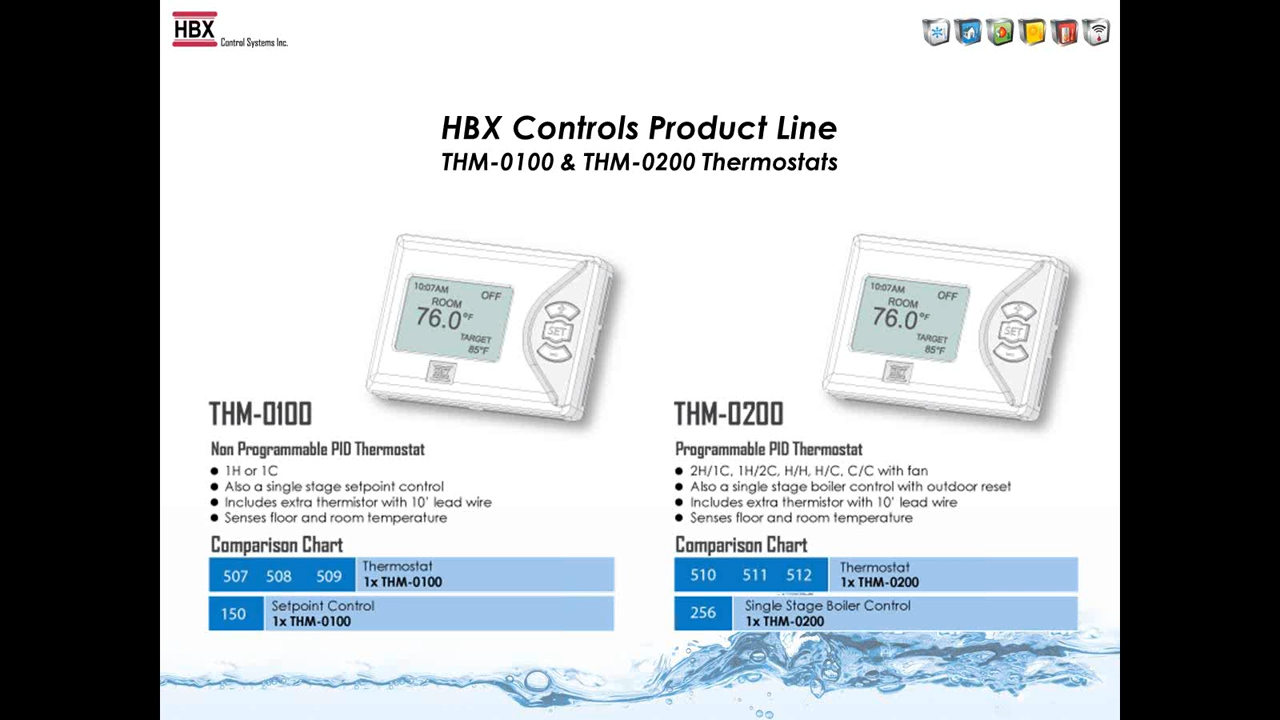 HBX
Control Systems Inc.
HBX Controls Product Line
THM-0100 & THM-0200 Thermostats
10:07AM
OFF
ROOM
76.0°F
TARGET
85°F
SET
THM-0100
Non Programmable PID Thermostat
● 1H or 1C
● Also a single stage setpoint control
● Includes extra thermistor with 10' lead wire
● Senses floor and room temperature
Comparison Chart
507 508 509
Thermostat
1x THM-0100
150
Setpoint Control
1x THM-0100
10:07AM
OFF
ROOM
76.0°F
TARGET
85°F
SET
THM-0200
Programmable PID Thermostat
● 2H/1C, 1H/2C, H/H, H/C, C/C with fan
● Also a single stage boiler control with outdoor reset
● Includes extra thermistor with 10' lead wire
● Senses floor and room temperature
Comparison Chart
510 511 512
Thermostat
1x THM-0200
256
Single Stage Boiler Control
1x THM-0200